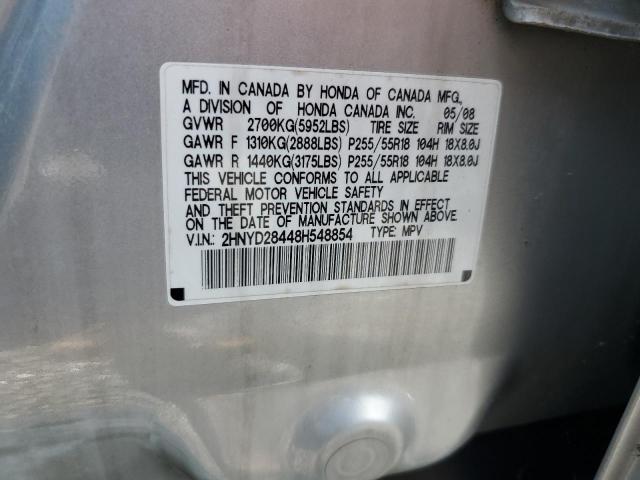 MFD. IN CANADA BY HONDA OF CANADA MFG.,
A DIVISION OF HONDA CANADA INC. 05/08
GVWR 2700KG(5952LBS) TIRE SIZE RIM SIZE
GAWR F 1310KG(2888LBS) P255/55R18 104H 18X8.0J
GAWR R 1440KG(3175LBS) P255/55R18 104H 18X8.0J
THIS VEHICLE CONFORMS TO ALL APPLICABLE
FEDERAL MOTOR VEHICLE SAFETY
AND THEFT PREVENTION STANDARDS IN EFFECT
ON THE DATE OF MANUFACTURE SHOWN ABOVE.
V.I.N.: 2HNYD28448H548854 TYPE: MPV